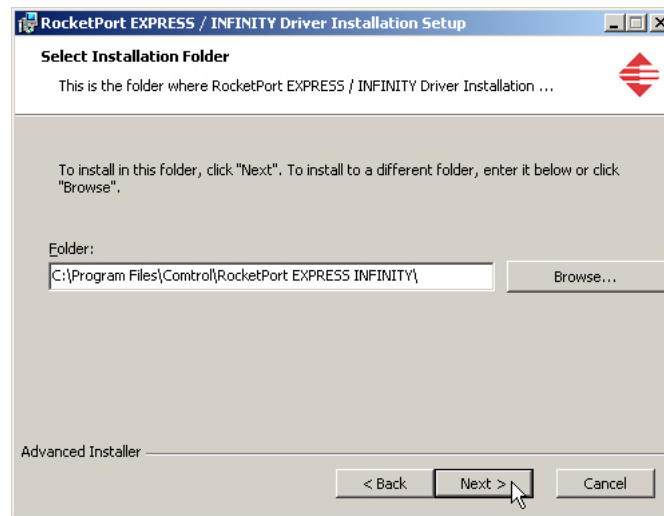 RocketPort EXPRESS / INFINITY Driver Installation Setup
Select Installation Folder
This is the folder where RocketPort EXPRESS / INFINITY Driver Installation ...
To install in this folder, click "Next". To install to a different folder, enter it below or click
"Browse".
Folder:
C:\Program Files\Comtrol\RocketPort EXPRESS INFINITY\
Browse...
Advanced Installer
< Back
Next >
Cancel